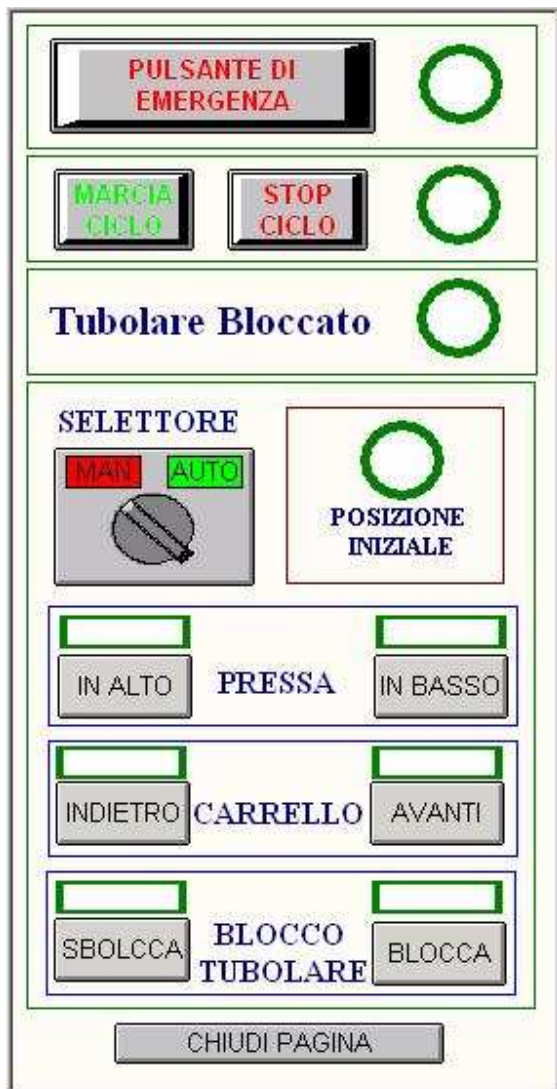 PULSANTE DI
EMERGENZA
MARCIA
CICLO
STOP
CICLO
Tubolare Bloccato
SELETTORE
MAN
AUTO
POSIZIONE
INIZIALE
IN ALTO
PRESSA
IN BASSO
INDIETRO
CARRELLO
AVANTI
SBOLCCA
BLOCCO
TUBOLARE
BLOCCA
CHIUDI PAGINA